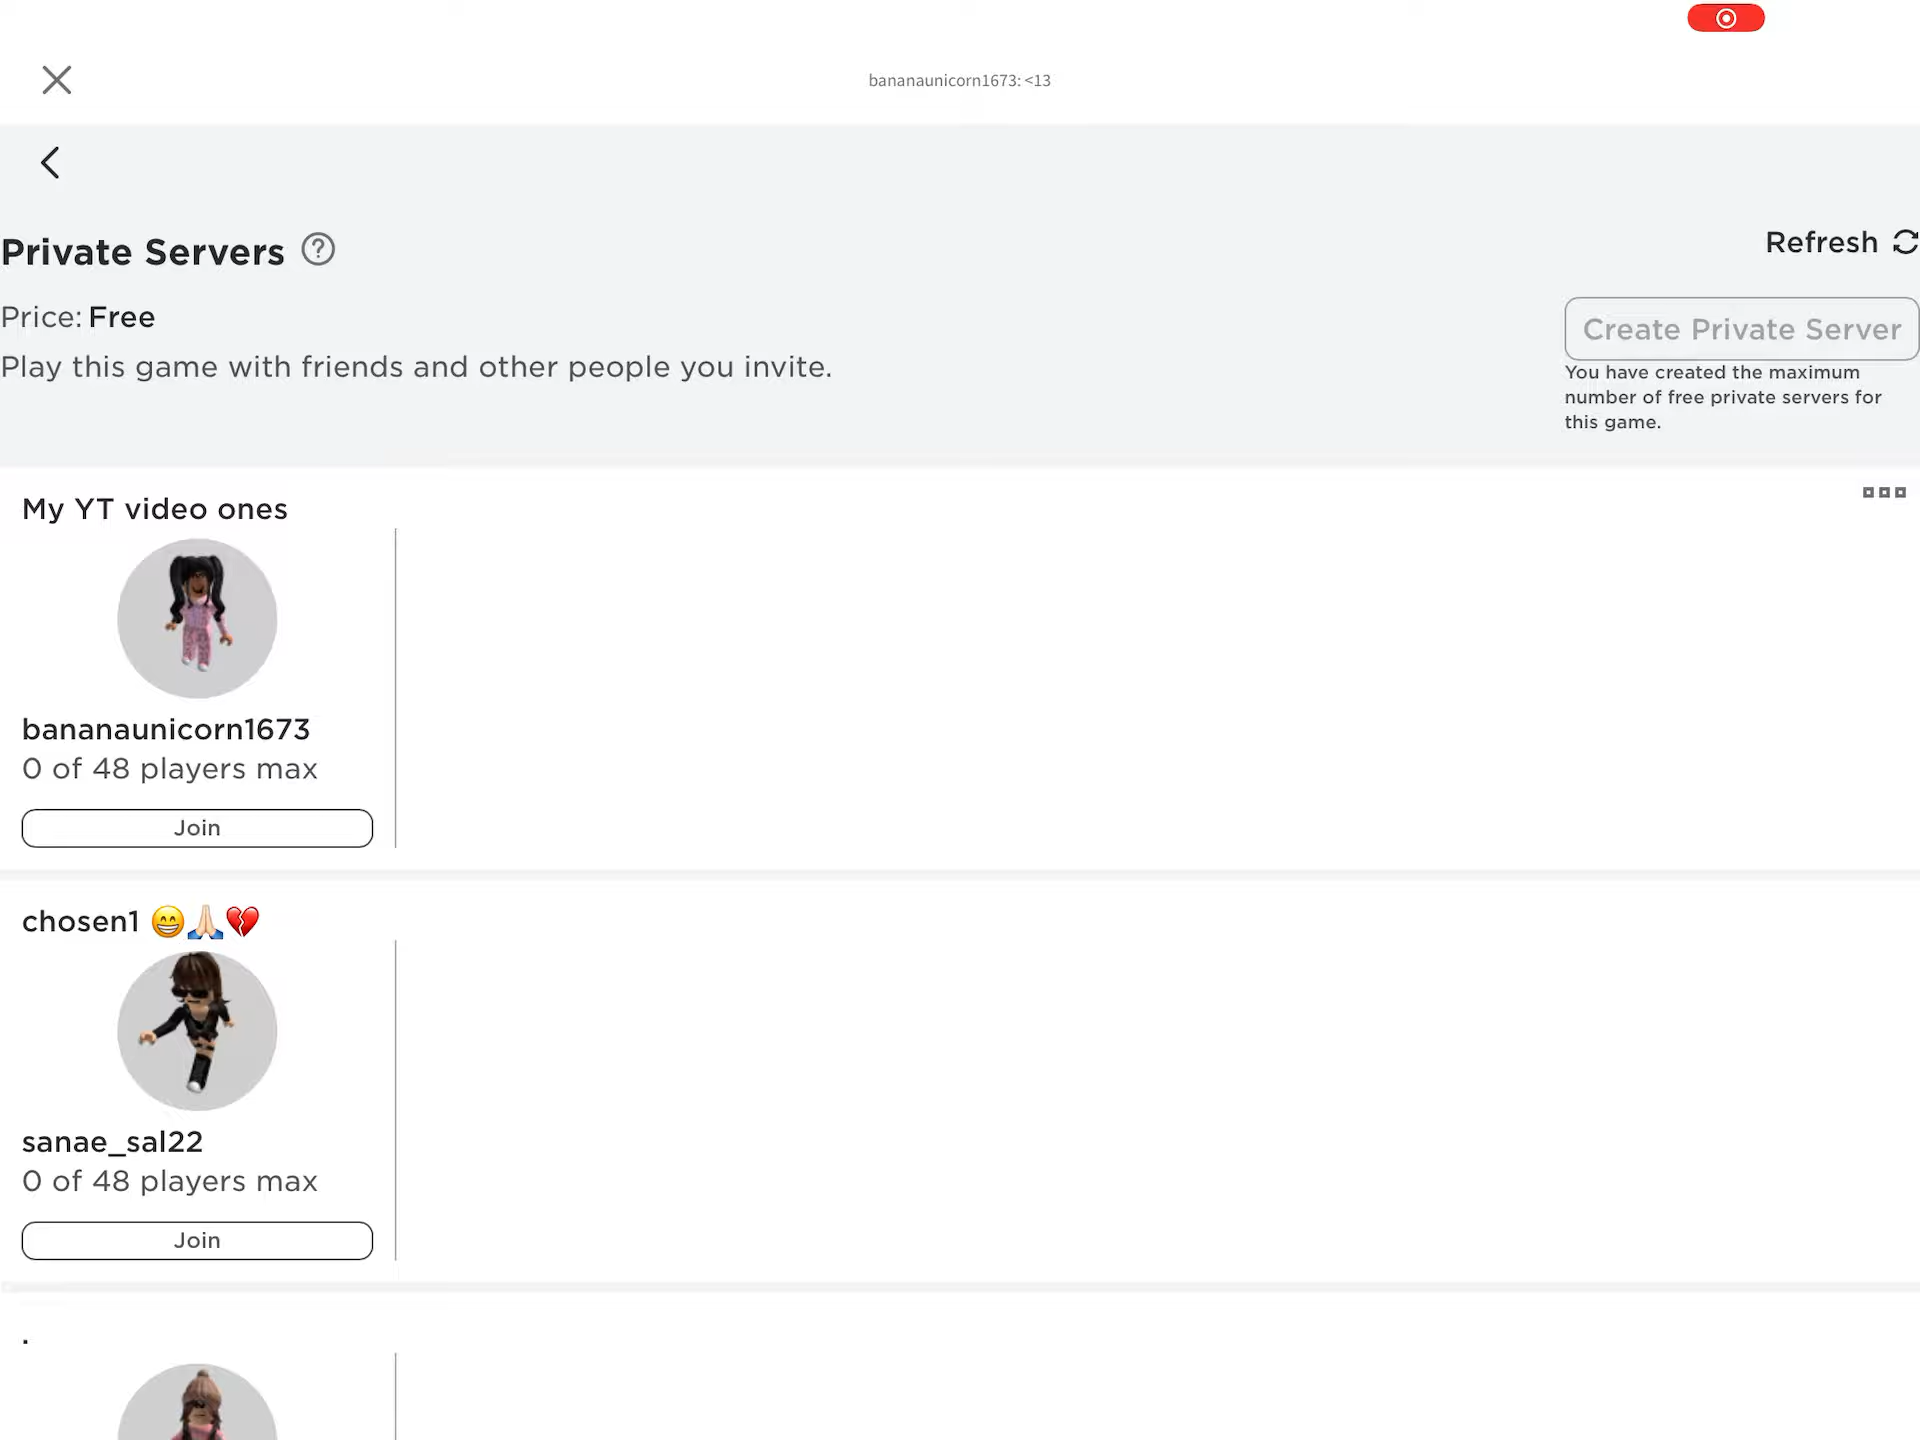 bananaunicorn1673: <13
Private Servers
Refresh
Price: Free
Create Private Server
Play this game with friends and other people you invite.
You have created the maximum
number of free private servers for
this game.
My YT video ones
bananaunicorn1673
0 of 48 players max
Join
chosen1 😁🙏🏻💔
sanae_sal22
0 of 48 players max
Join
.